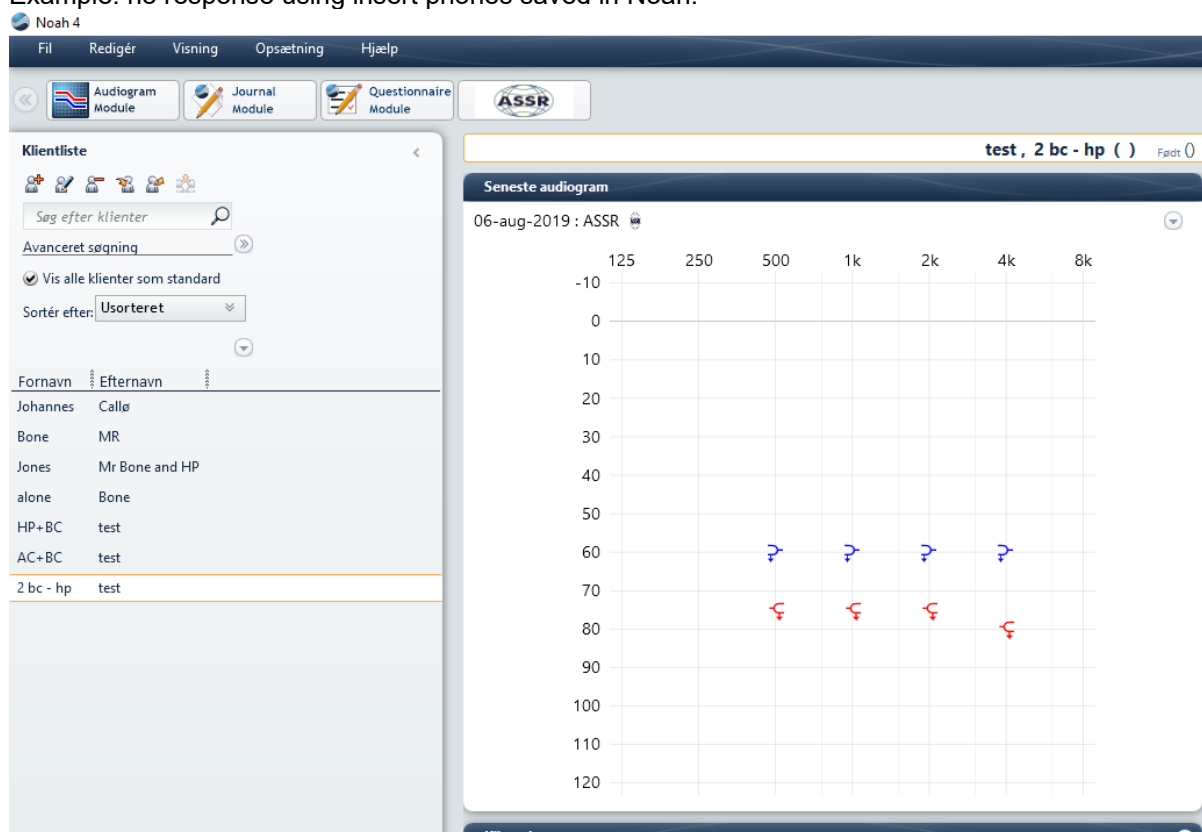 Example: no response using insert phones saved in Noah.
Noah 4
Fil Redigér Visning Opsætning Hjælp
Audiogram Module
Journal Module
Questionnaire Module
ASSR
Klientliste
Søg efter klienter
Avanceret søgning
Vis alle klienter som standard
Sortér efter: Usorteret
Fornavn Efternavn
Johannes Callø
Bone MR
Jones Mr Bone and HP
alone Bone
HP+BC test
AC+BC test
2 bc - hp test
test , 2 bc - hp ( ) Født ()
Seneste audiogram
06-aug-2019 : ASSR
125 250 500 1k 2k 4k 8k
-10
0
10
20
30
40
50
60
70
80
90
100
110
120